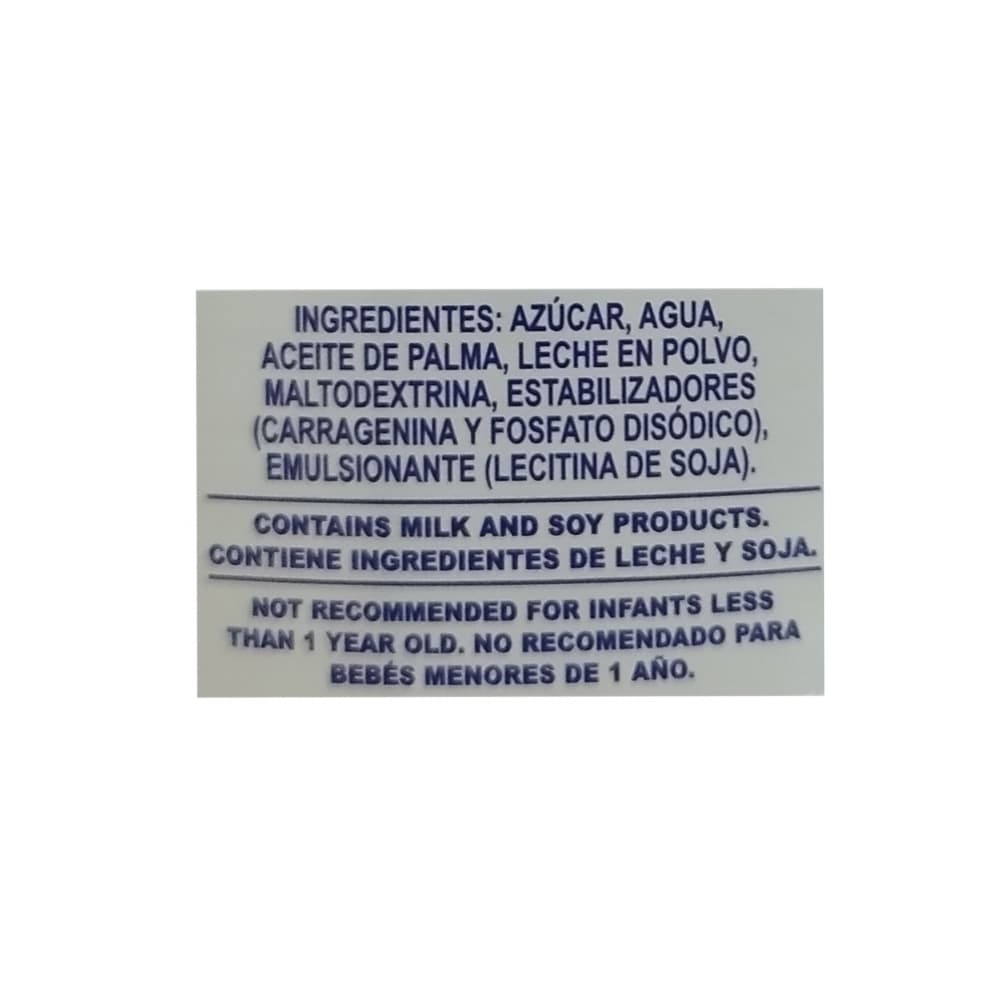 INGREDIENTES: AZÚCAR, AGUA,
ACEITE DE PALMA, LECHE EN POLVO,
MALTODEXTRINA, ESTABILIZADORES
(CARRAGENINA Y FOSFATO DISÓDICO),
EMULSIONANTE (LECITINA DE SOJA).
CONTAINS MILK AND SOY PRODUCTS.
CONTIENE INGREDIENTES DE LECHE Y SOJA.
NOT RECOMMENDED FOR INFANTS LESS
THAN 1 YEAR OLD. NO RECOMENDADO PARA
BEBÉS MENORES DE 1 AÑO.